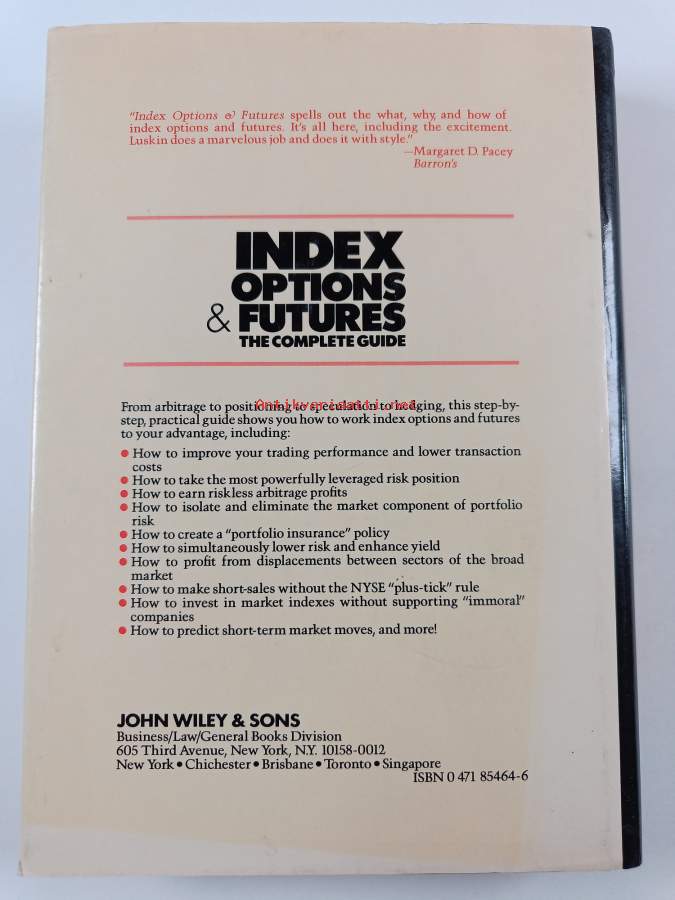 "Index Options & Futures spells out the what, why, and how of
index options and futures. It's all here, including the excitement.
Luskin does a marvelous job and does it with style."
—Margaret D. Pacey
Barron's
INDEX
OPTIONS
& FUTURES
THE COMPLETE GUIDE
From arbitrage to positioning to speculation to hedging, this step-by-
step, practical guide shows you how to work index options and futures
to your advantage, including:
Antikvariaatti.net
• How to improve your trading performance and lower transaction
costs
• How to take the most powerfully leveraged risk position
• How to earn riskless arbitrage profits
• How to isolate and eliminate the market component of portfolio
risk
• How to create a "portfolio insurance" policy
• How to simultaneously lower risk and enhance yield
• How to profit from displacements between sectors of the broad
market
• How to make short-sales without the NYSE "plus-tick" rule
• How to invest in market indexes without supporting "immoral"
companies
• How to predict short-term market moves, and more!
JOHN WILEY & SONS
Business/Law/General Books Division
605 Third Avenue, New York, N.Y. 10158-0012
New York • Chichester • Brisbane • Toronto • Singapore
ISBN 0 471 85464-6